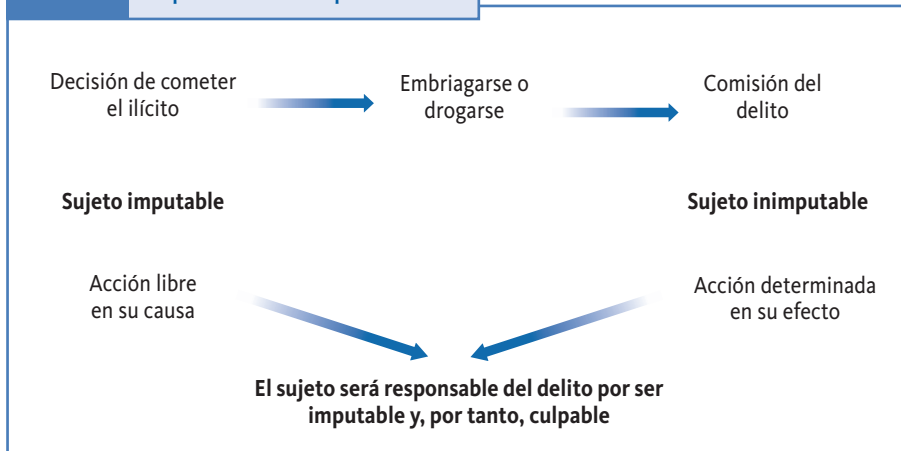 Decisión de cometer
el ilícito
Embriagarse o
drogarse
Comisión del
delito
Sujeto imputable
Sujeto inimputable
Acción libre
en su causa
Acción determinada
en su efecto
El sujeto será responsable del delito por ser
imputable y, por tanto, culpable